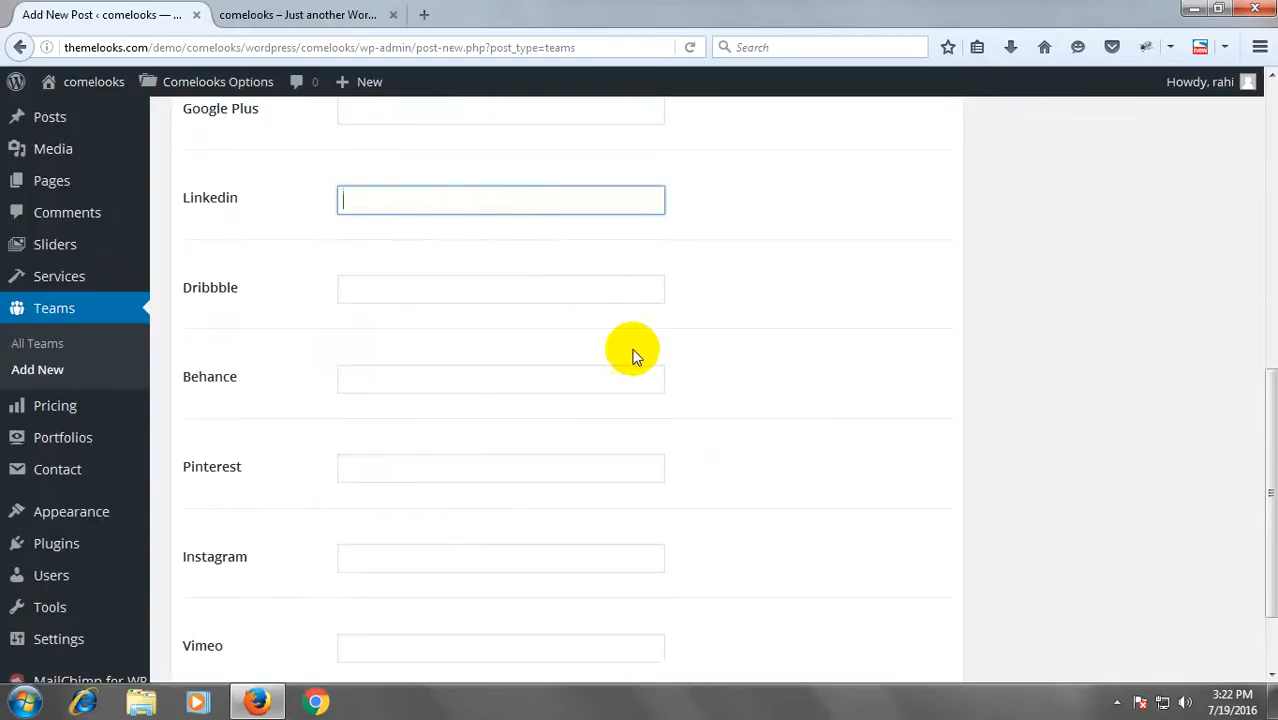 Add New Post ‹ comelooks — ...
comelooks – Just another Wor...
themelooks.com/demo/comelooks/wordpress/comelooks/wp-admin/post-new.php?post_type=teams
Search
comelooks
Comelooks Options
0
New
Howdy, rahi
Posts
Media
Pages
Comments
Sliders
Services
Teams
All Teams
Add New
Pricing
Portfolios
Contact
Appearance
Plugins
Users
Tools
Settings
MailChimp for WP
Google Plus
Linkedin
Dribbble
Behance
Pinterest
Instagram
Vimeo
3:22 PM
7/19/2016